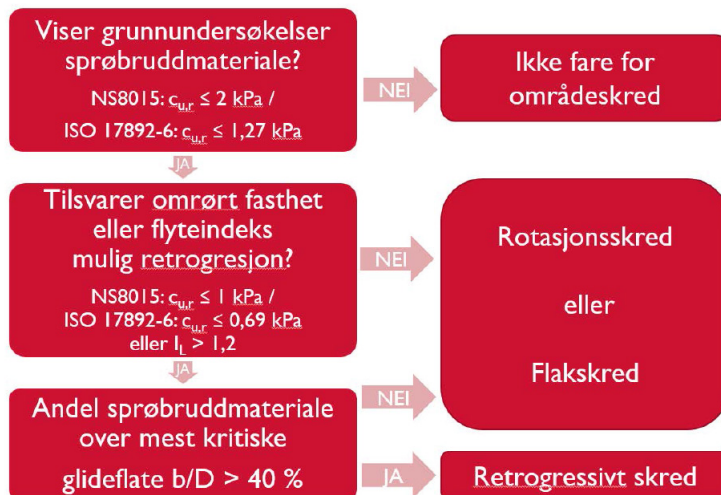 Viser grunnundersøkelser
sprøbruddmateriale?
NS8015: cu,r ≤ 2 kPa /
ISO 17892-6: cu,r ≤ 1,27 kPa
NEI
Ikke fare for
områdeskred
JA
Tilsvarer omrørt fasthet
eller flyteindeks
mulig retrogresjon?
NS8015: cu,r ≤ 1 kPa /
ISO 17892-6: cu,r ≤ 0,69 kPa
eller IL > 1,2
NEI
Rotasjonsskred
eller
Flakskred
JA
Andel sprøbruddmateriale
over mest kritiske
glideflate b/D > 40 %
NEI
JA
Retrogressivt skred